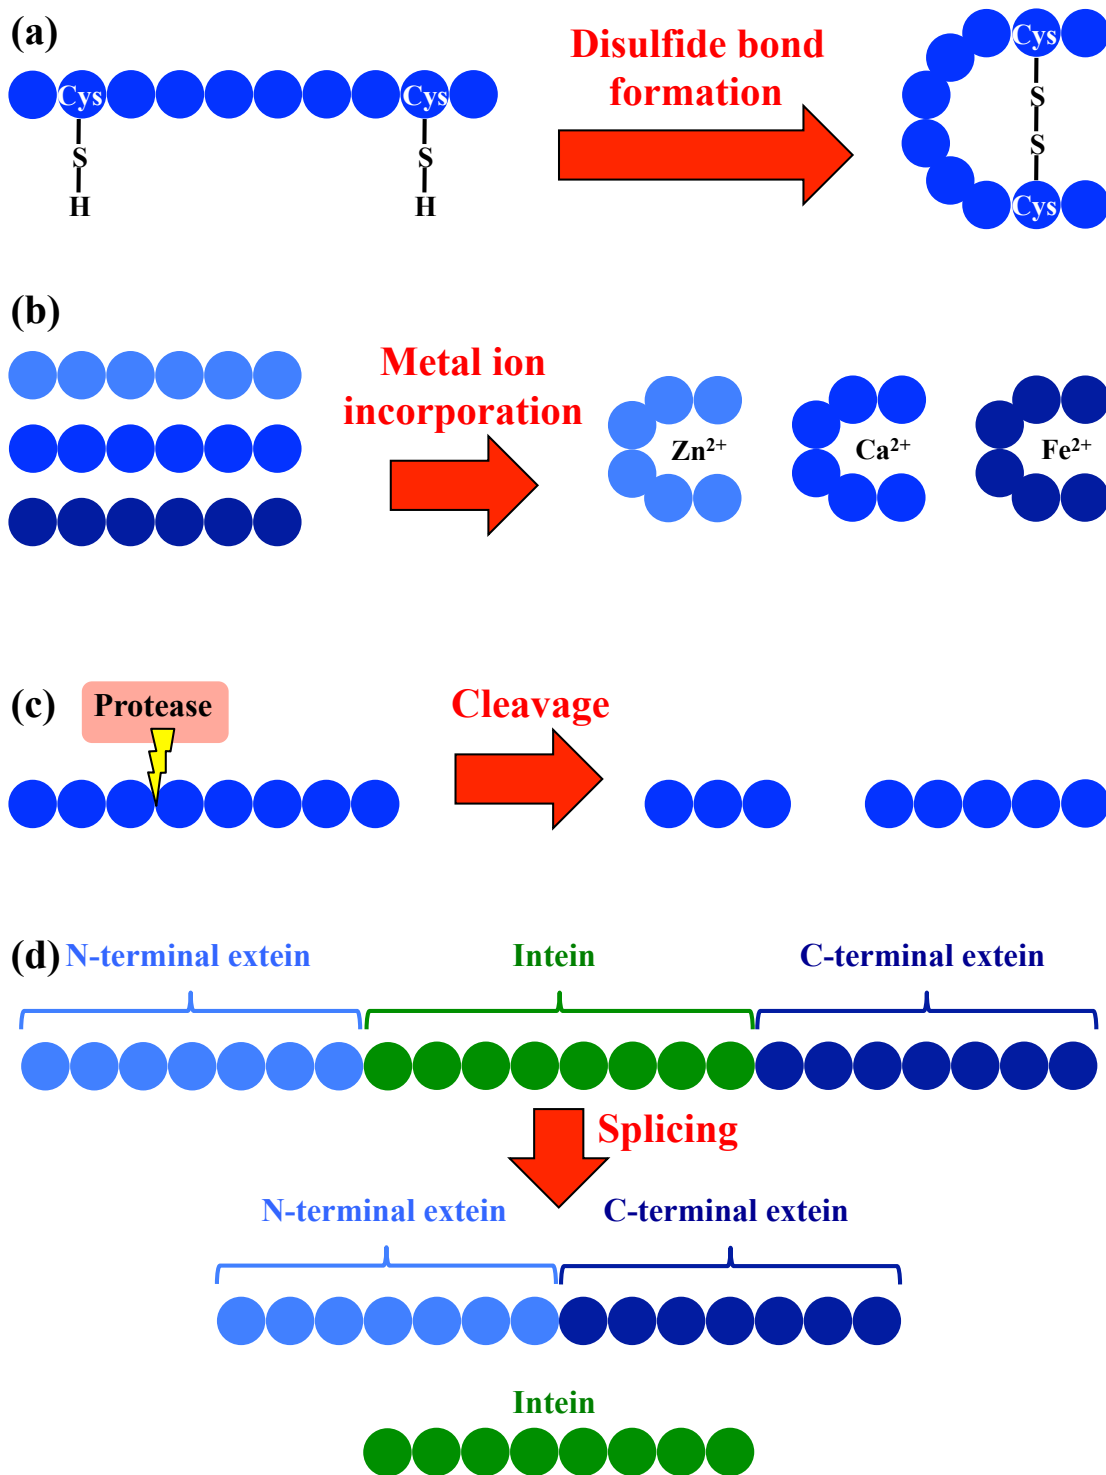 (a)
Disulfide bond
formation
Cys
Cys
S
S
H
H
Cys
S
S
Cys
(b)
Metal ion
incorporation
Zn²⁺
Ca²⁺
Fe²⁺
(c)
Protease
Cleavage
(d)
N-terminal extein
Intein
C-terminal extein
Splicing
N-terminal extein
C-terminal extein
Intein